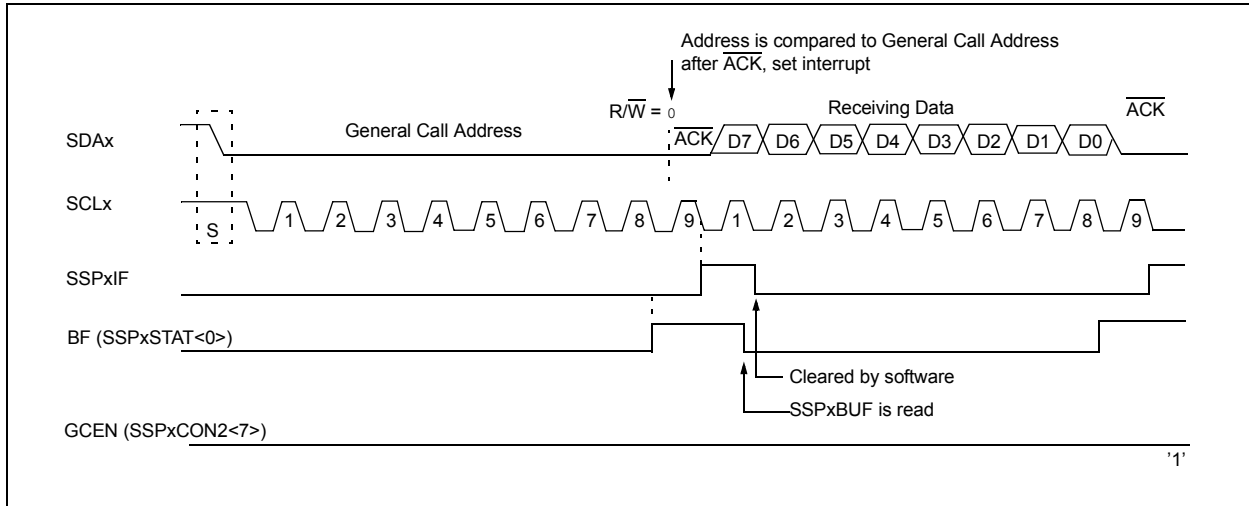 Address is compared to General Call Address
after ACK, set interrupt
R/W = 0
Receiving Data
ACK
General Call Address
SDAx
ACK D7 D6 D5 D4 D3 D2 D1 D0
SCLx
S 1 2 3 4 5 6 7 8 9 1 2 3 4 5 6 7 8 9
SSPxIF
BF (SSPxSTAT<0>)
Cleared by software
SSPxBUF is read
GCEN (SSPxCON2<7>)
'1'